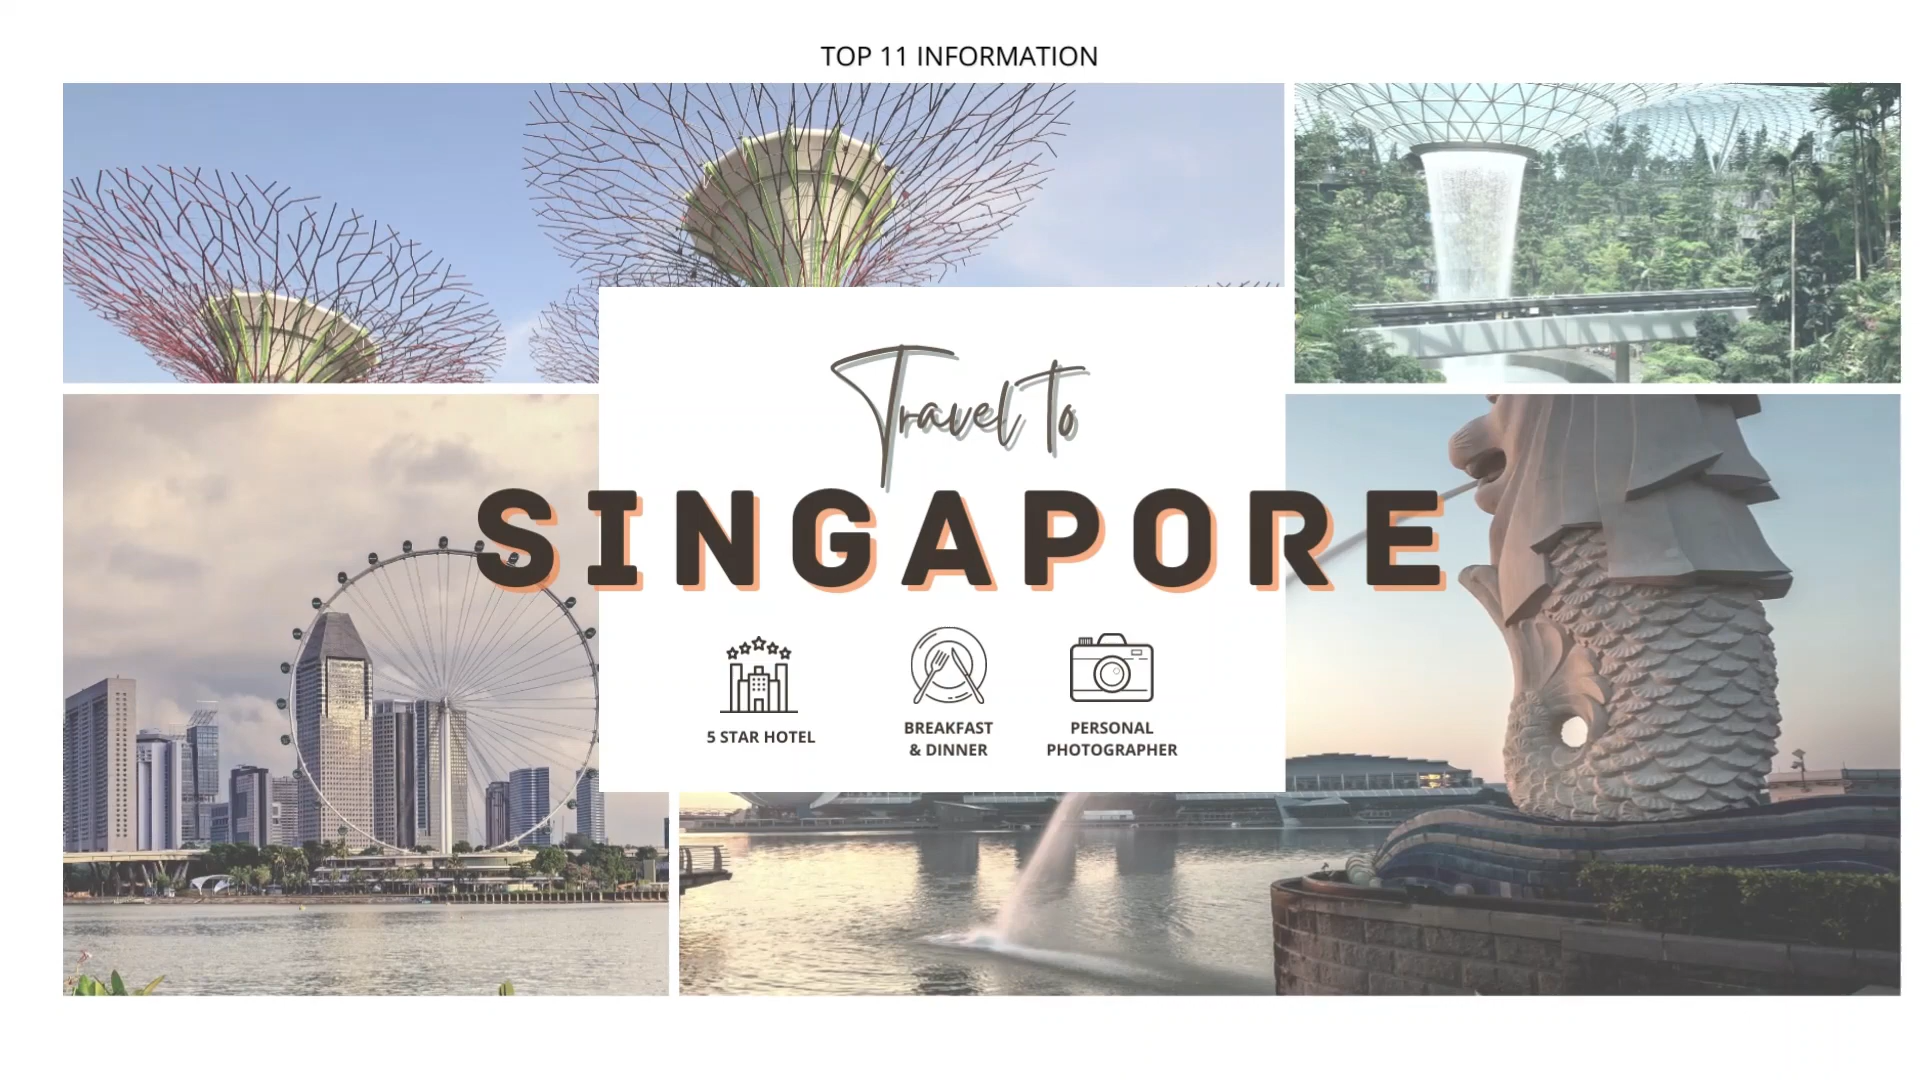 TOP 11 INFORMATION
Travel to
SINGAPORE
5 STAR HOTEL
BREAKFAST
& DINNER
PERSONAL
PHOTOGRAPHER